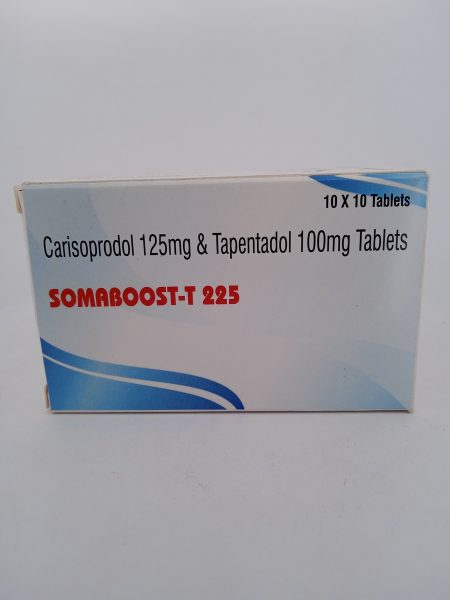 10 X 10 Tablets
Carisoprodol 125mg & Tapentadol 100mg Tablets
SOMABOOST-T 225